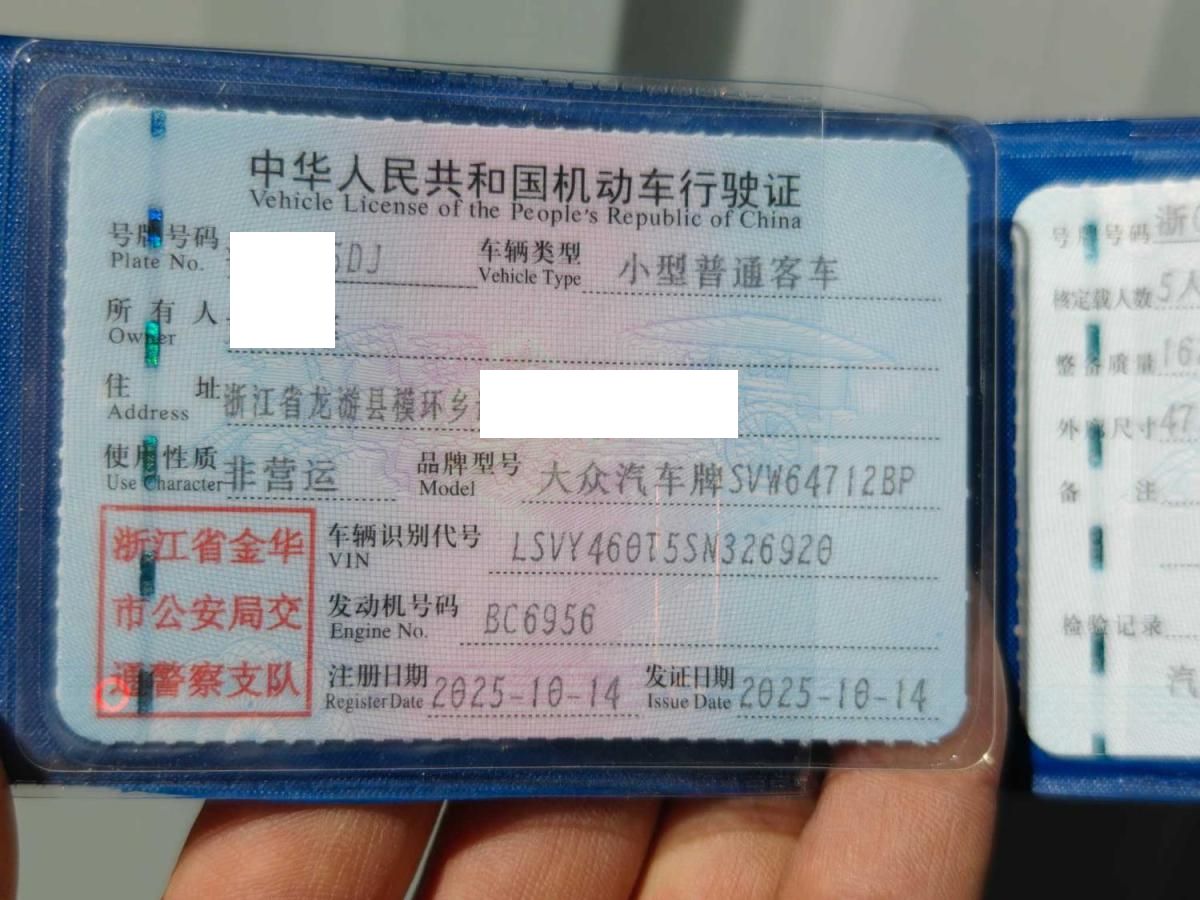 中华人民共和国机动车行驶证
Vehicle License of the People's Republic of China
号牌号码 5DJ 车辆类型 小型普通客车
Plate No. Vehicle Type
所有人
Owner
住址 浙江省龙游县模环乡
Address
使用性质 非营运 品牌型号 大众汽车牌SVW64712BP
Use Character Model
浙江省金华
市公安局交
通警察支队
车辆识别代号 LSVY460T5SN326920
VIN
发动机号码 BC6956
Engine No.
注册日期 2025-10-14 发证日期 2025-10-14
Register Date Issue Date
号牌号码 浙
核定载人数 5人
整备质量 16
外廓尺寸 47
备注
检验记录
汽